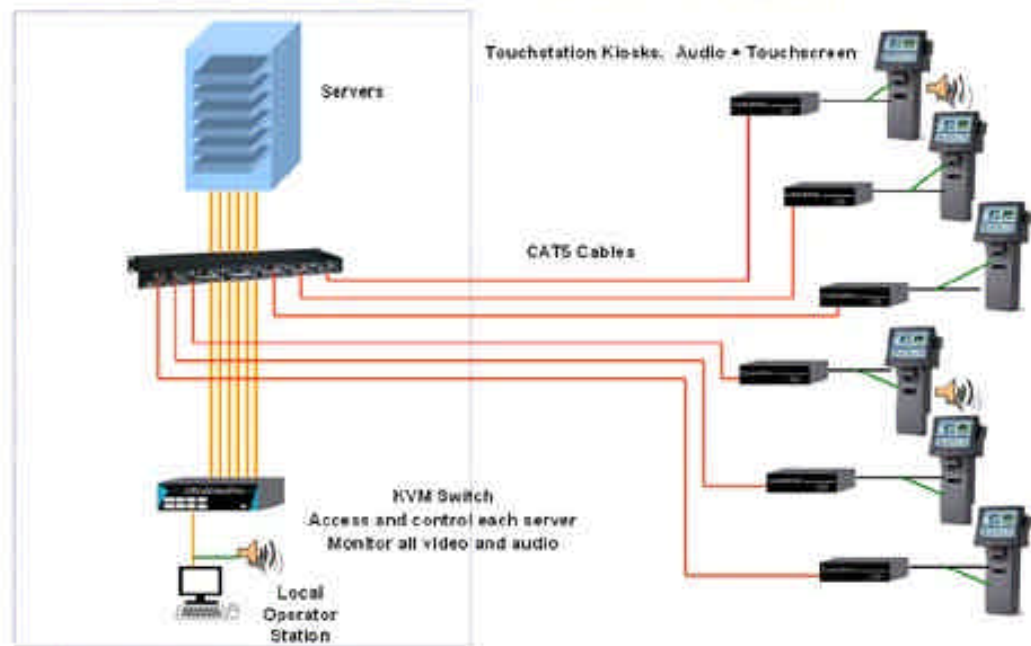 Touchstation Kiosks. Audio + Touchscreen
Servers
CAT5 Cables
KVM Switch
Access and control each server
Monitor all video and audio
Local
Operator
Station